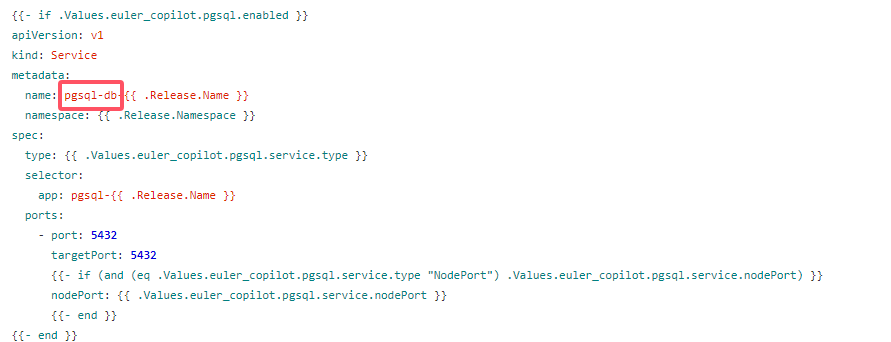 {{- if .Values.euler_copilot.pgsql.enabled }}
apiVersion: v1
kind: Service
metadata:
  name: pgsql-db-{{ .Release.Name }}
  namespace: {{ .Release.Namespace }}
spec:
  type: {{ .Values.euler_copilot.pgsql.service.type }}
  selector:
    app: pgsql-{{ .Release.Name }}
  ports:
    - port: 5432
      targetPort: 5432
      {{- if (and (eq .Values.euler_copilot.pgsql.service.type "NodePort") .Values.euler_copilot.pgsql.service.nodePort) }}
      nodePort: {{ .Values.euler_copilot.pgsql.service.nodePort }}
      {{- end }}
{{- end }}